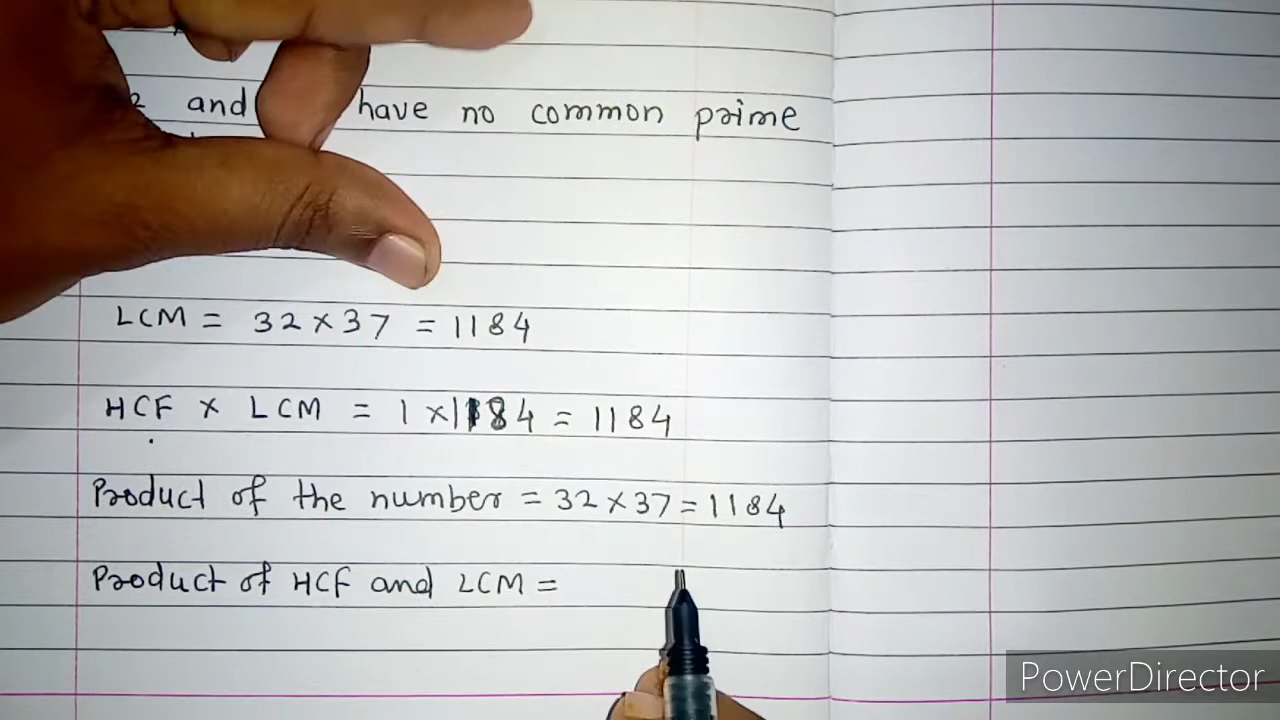 and have no common prime
LCM = 32 × 37 = 1184
HCF × LCM = 1 × 1184 = 1184
Product of the number = 32 × 37 = 1184
Product of HCF and LCM =
PowerDirector